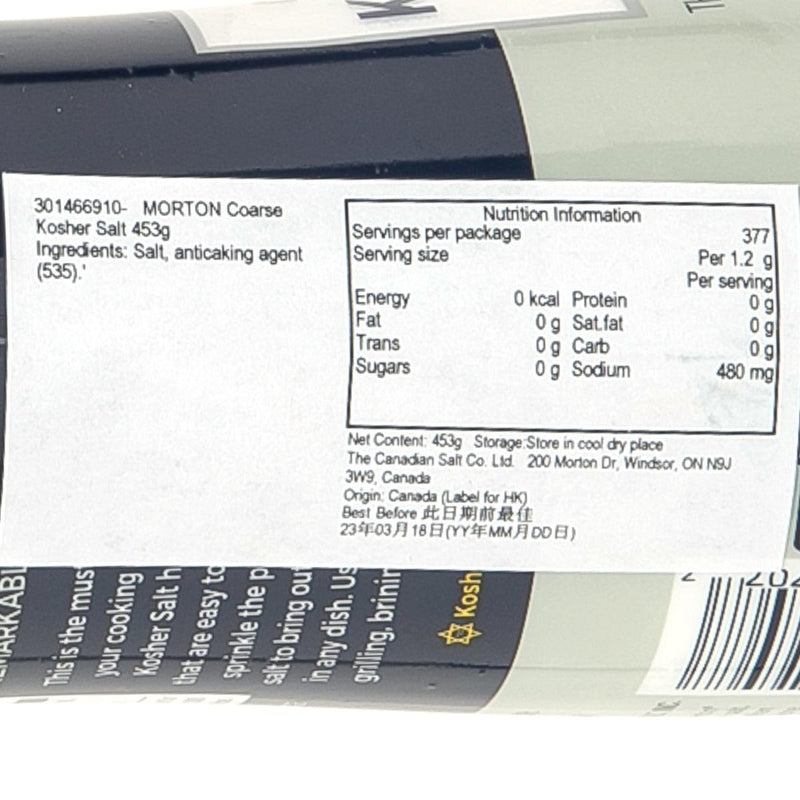 301466910- MORTON Coarse
Kosher Salt 453g
Ingredients: Salt, anticaking agent
(535).'
Nutrition Information
Servings per package 377
Serving size Per 1.2 g
Per serving
Energy 0 kcal Protein 0 g
Fat 0 g Sat.fat 0 g
Trans 0 g Carb 0 g
Sugars 0 g Sodium 480 mg
Net Content: 453g Storage:Store in cool dry place
The Canadian Salt Co. Ltd. 200 Morton Dr, Windsor, ON N9J
3W9, Canada
Origin: Canada (Label for HK)
Best Before 此日期前最佳
23年03月18日(YY年MM月DD日)
This is the
your cooking
Kosher Salt
that are easy
sprinkle the
salt to bring
in any dish.
grilling,
Kosh